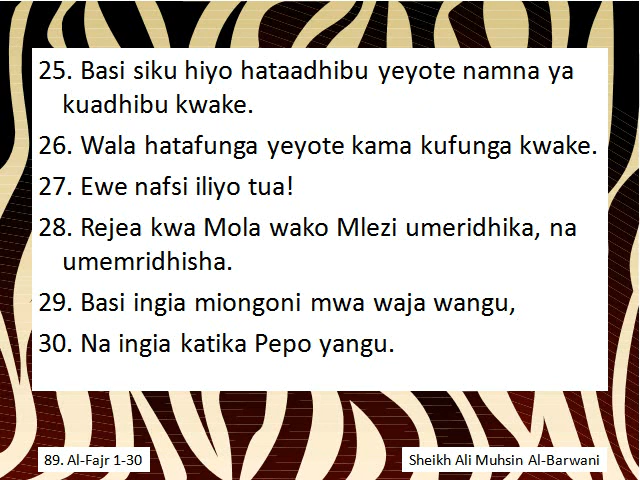 25. Basi siku hiyo hataadhibu yeyote namna ya
kuadhibu kwake.
26. Wala hatafunga yeyote kama kufunga kwake.
27. Ewe nafsi iliyo tua!
28. Rejea kwa Mola wako Mlezi umeridhika, na
umemridhisha.
29. Basi ingia miongoni mwa waja wangu,
30. Na ingia katika Pepo yangu.
89. Al-Fajr 1-30
Sheikh Ali Muhsin Al-Barwani